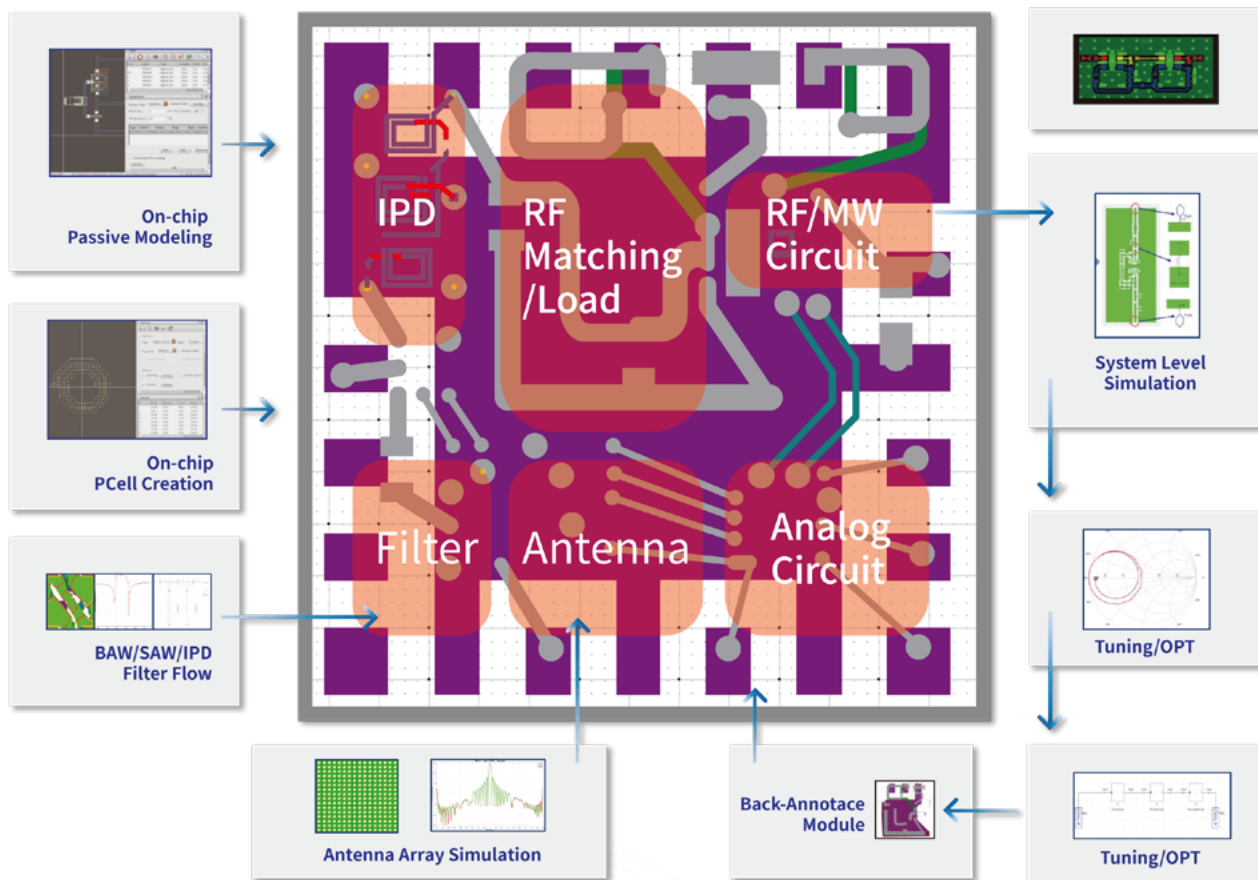 On-chip
Passive Modeling
On-chip
PCell Creation
BAW/SAW/IPD
Filter Flow
IPD
RF
Matching
/Load
RF/MW
Circuit
Filter
Antenna
Analog
Circuit
System Level
Simulation
Tuning/OPT
Tuning/OPT
Back-Annotace
Module
Antenna Array Simulation